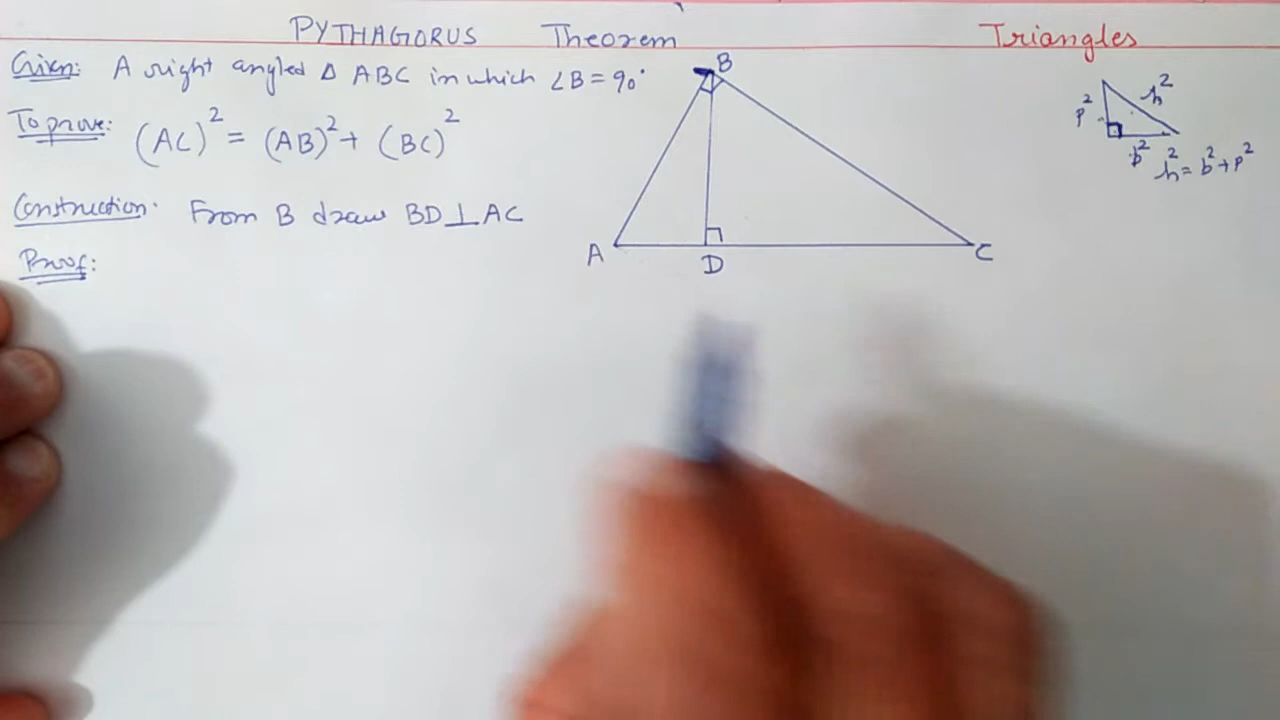 PYTHAGORUS Theorem
Triangles
Given: A right angled Δ ABC in which ∠B = 90°
To prove: (AC)² = (AB)² + (BC)²
Construction: From B draw BD⊥AC
Proof:
B
A
D
C
p²
h²
b²
h² = b² + p²